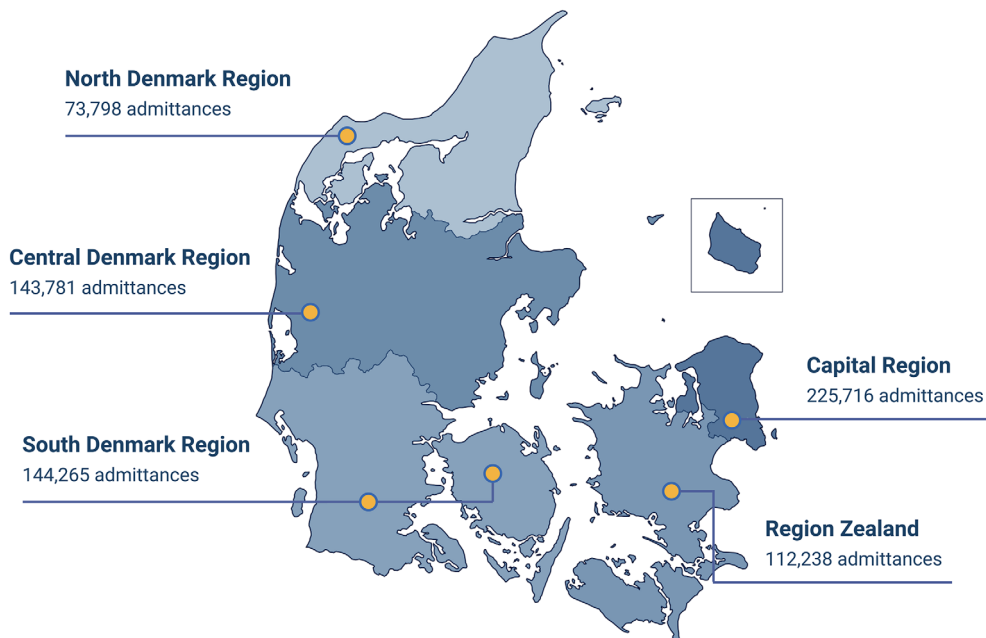 North Denmark Region
73,798 admittances
Central Denmark Region
143,781 admittances
Capital Region
225,716 admittances
South Denmark Region
144,265 admittances
Region Zealand
112,238 admittances